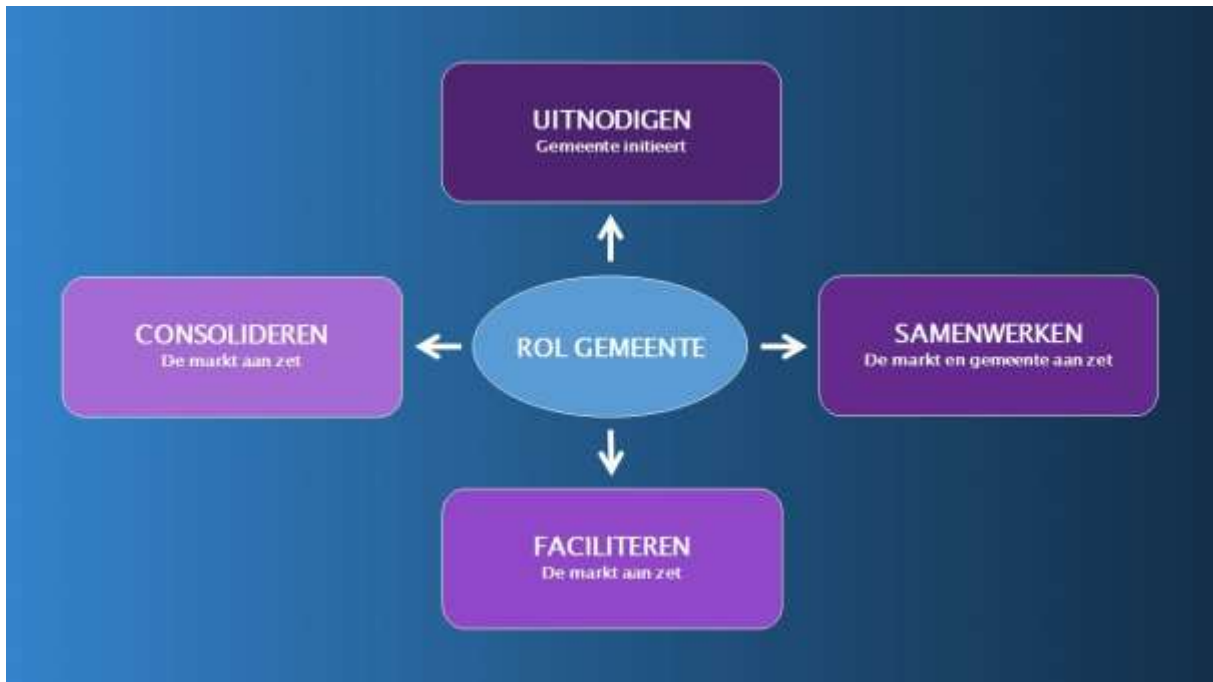 UITNODIGEN
Gemeente initieert
CONSOLIDEREN
De markt aan zet
ROL GEMEENTE
SAMENWERKEN
De markt en gemeente aan zet
FACILITEREN
De markt aan zet